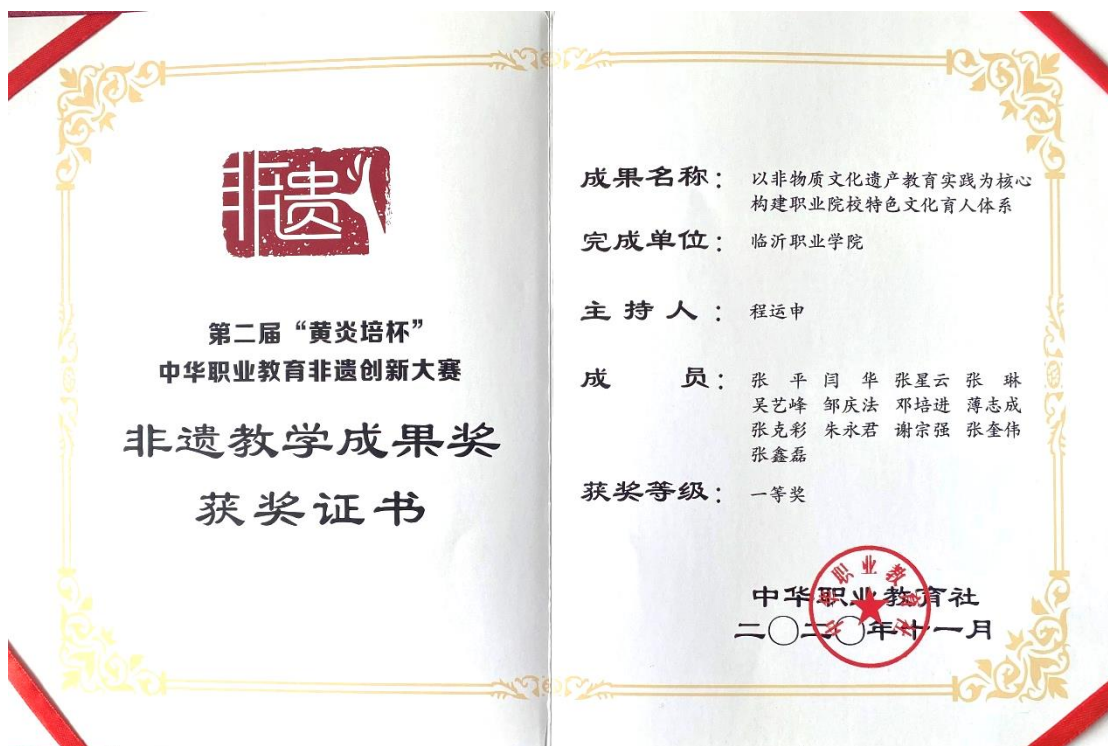 非遗
第二届“黄炎培杯”
中华职业教育非遗创新大赛
非遗教学成果奖
获奖证书
成果名称： 以非物质文化遗产教育实践为核心
构建职业院校特色文化育人体系
完成单位： 临沂职业学院
主 持 人 ： 程运申
成 员： 张 平 闫 华 张星云 张 琳
吴艺峰 邹庆法 邓培进 薄志成
张克彩 朱永君 谢宗强 张奎伟
张鑫磊
获奖等级： 一等奖
中华职业教育社
中华职业教育社
二〇二〇年十一月